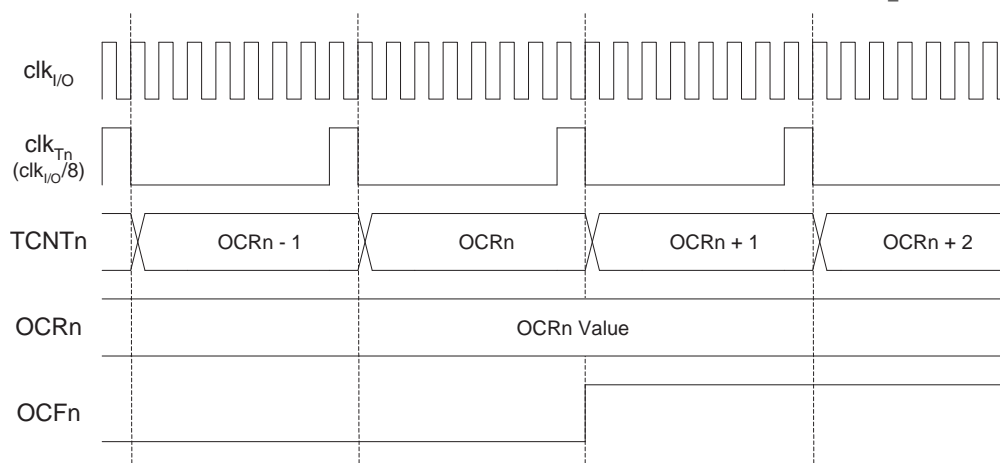 clkI/O
clkTn
(clkI/O/8)
TCNTn OCRn - 1 OCRn OCRn + 1 OCRn + 2
OCRn OCRn Value
OCFn